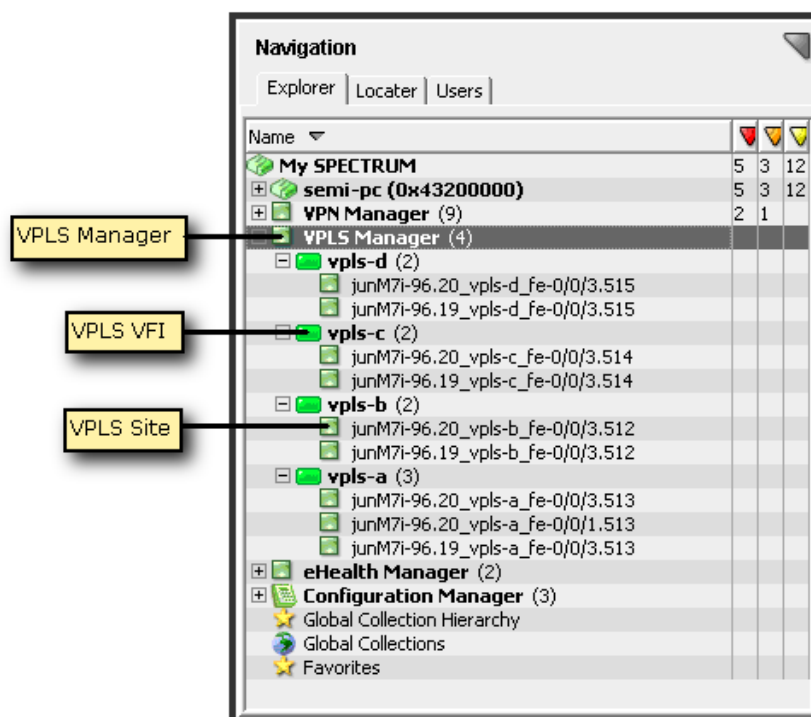 Navigation
Explorer Locater Users
Name
My SPECTRUM 5 3 12
semi-pc (0x43200000) 5 3 12
VPN Manager (9) 2 1
VPLS Manager
VPLS Manager (4)
vpls-d (2)
junM7i-96.20_vpls-d_fe-0/0/3.515
junM7i-96.19_vpls-d_fe-0/0/3.515
VPLS VFI
vpls-c (2)
junM7i-96.20_vpls-c_fe-0/0/3.514
junM7i-96.19_vpls-c_fe-0/0/3.514
vpls-b (2)
VPLS Site
junM7i-96.20_vpls-b_fe-0/0/3.512
junM7i-96.19_vpls-b_fe-0/0/3.512
vpls-a (3)
junM7i-96.20_vpls-a_fe-0/0/3.513
junM7i-96.20_vpls-a_fe-0/0/1.513
junM7i-96.19_vpls-a_fe-0/0/3.513
eHealth Manager (2)
Configuration Manager (3)
Global Collection Hierarchy
Global Collections
Favorites